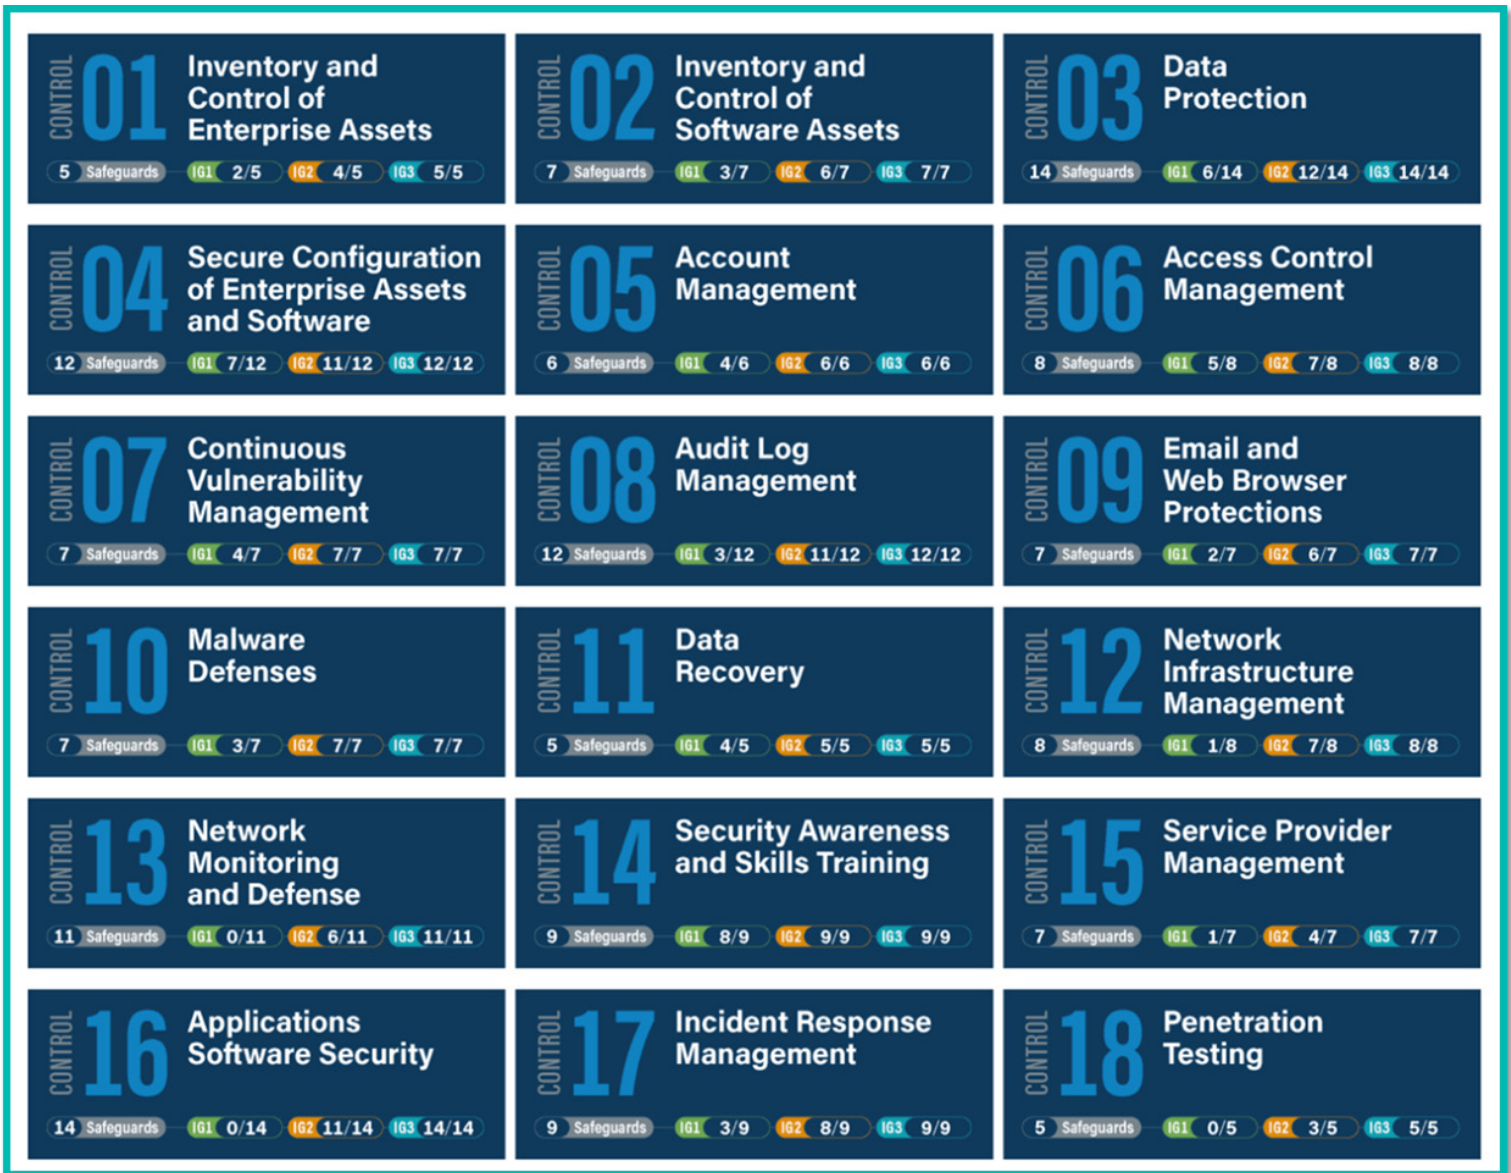 CONTROL
01
Inventory and
Control of
Enterprise Assets
5 Safeguards IG1 2/5 IG2 4/5 IG3 5/5
CONTROL
02
Inventory and
Control of
Software Assets
7 Safeguards IG1 3/7 IG2 6/7 IG3 7/7
CONTROL
03
Data
Protection
14 Safeguards IG1 6/14 IG2 12/14 IG3 14/14
CONTROL
04
Secure Configuration
of Enterprise Assets
and Software
12 Safeguards IG1 7/12 IG2 11/12 IG3 12/12
CONTROL
05
Account
Management
6 Safeguards IG1 4/6 IG2 6/6 IG3 6/6
CONTROL
06
Access Control
Management
8 Safeguards IG1 5/8 IG2 7/8 IG3 8/8
CONTROL
07
Continuous
Vulnerability
Management
7 Safeguards IG1 4/7 IG2 7/7 IG3 7/7
CONTROL
08
Audit Log
Management
12 Safeguards IG1 3/12 IG2 11/12 IG3 12/12
CONTROL
09
Email and
Web Browser
Protections
7 Safeguards IG1 2/7 IG2 6/7 IG3 7/7
CONTROL
10
Malware
Defenses
7 Safeguards IG1 3/7 IG2 7/7 IG3 7/7
CONTROL
11
Data
Recovery
5 Safeguards IG1 4/5 IG2 5/5 IG3 5/5
CONTROL
12
Network
Infrastructure
Management
8 Safeguards IG1 1/8 IG2 7/8 IG3 8/8
CONTROL
13
Network
Monitoring
and Defense
11 Safeguards IG1 0/11 IG2 6/11 IG3 11/11
CONTROL
14
Security Awareness
and Skills Training
9 Safeguards IG1 8/9 IG2 9/9 IG3 9/9
CONTROL
15
Service Provider
Management
7 Safeguards IG1 1/7 IG2 4/7 IG3 7/7
CONTROL
16
Applications
Software Security
14 Safeguards IG1 0/14 IG2 11/14 IG3 14/14
CONTROL
17
Incident Response
Management
9 Safeguards IG1 3/9 IG2 8/9 IG3 9/9
CONTROL
18
Penetration
Testing
5 Safeguards IG1 0/5 IG2 3/5 IG3 5/5